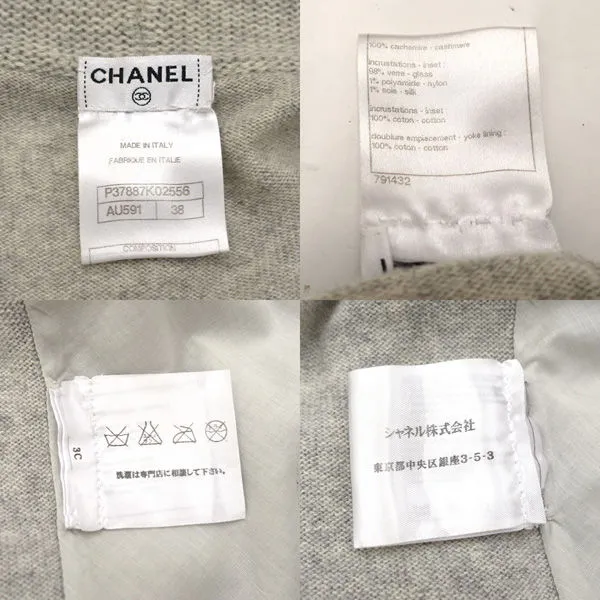 CHANEL
MADE IN ITALY
FABRIQUE EN ITALIE
P37887K02556
AU591 38
COMPOSITION
100% cachemire - cashmere
incrustations - inset :
98% verre - glass
1% polyamide - nylon
1% soie - silk
incrustations - inset :
100% coton - cotton
doublure empiecement - yoke lining :
100% coton - cotton
791432
3C
洗濯は専門店に相談して下さい。
シャネル株式会社
東京都中央区銀座3-5-3